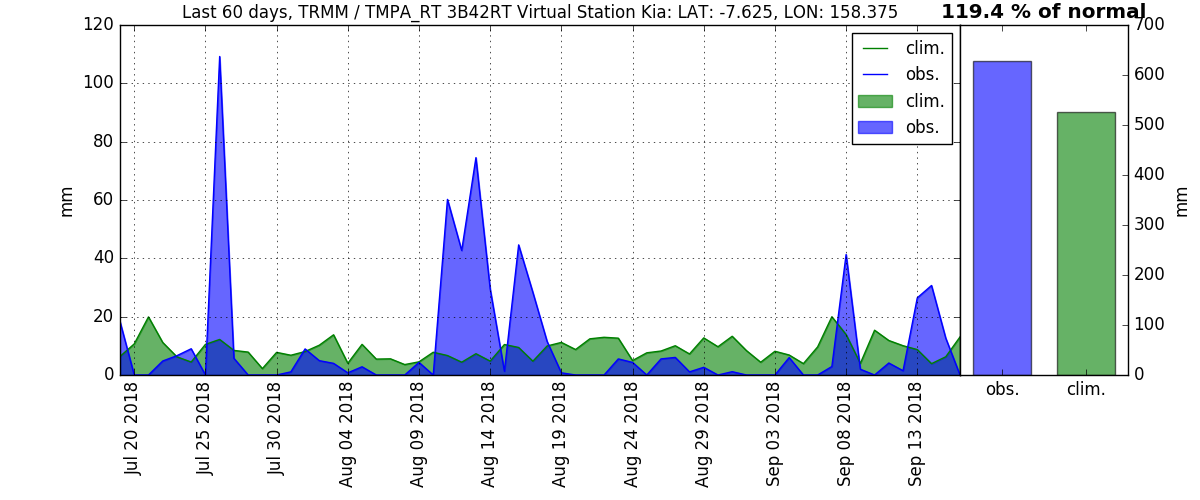 Last 60 days, TRMM / TMPA_RT 3B42RT Virtual Station Kia: LAT: -7.625, LON: 158.375
119.4 % of normal
120
100
80
60
40
20
0
mm
clim.
obs.
clim.
obs.
700
600
500
400
300
200
100
0
mm
Jul 20 2018
Jul 25 2018
Jul 30 2018
Aug 04 2018
Aug 09 2018
Aug 14 2018
Aug 19 2018
Aug 24 2018
Aug 29 2018
Sep 03 2018
Sep 08 2018
Sep 13 2018
obs.
clim.